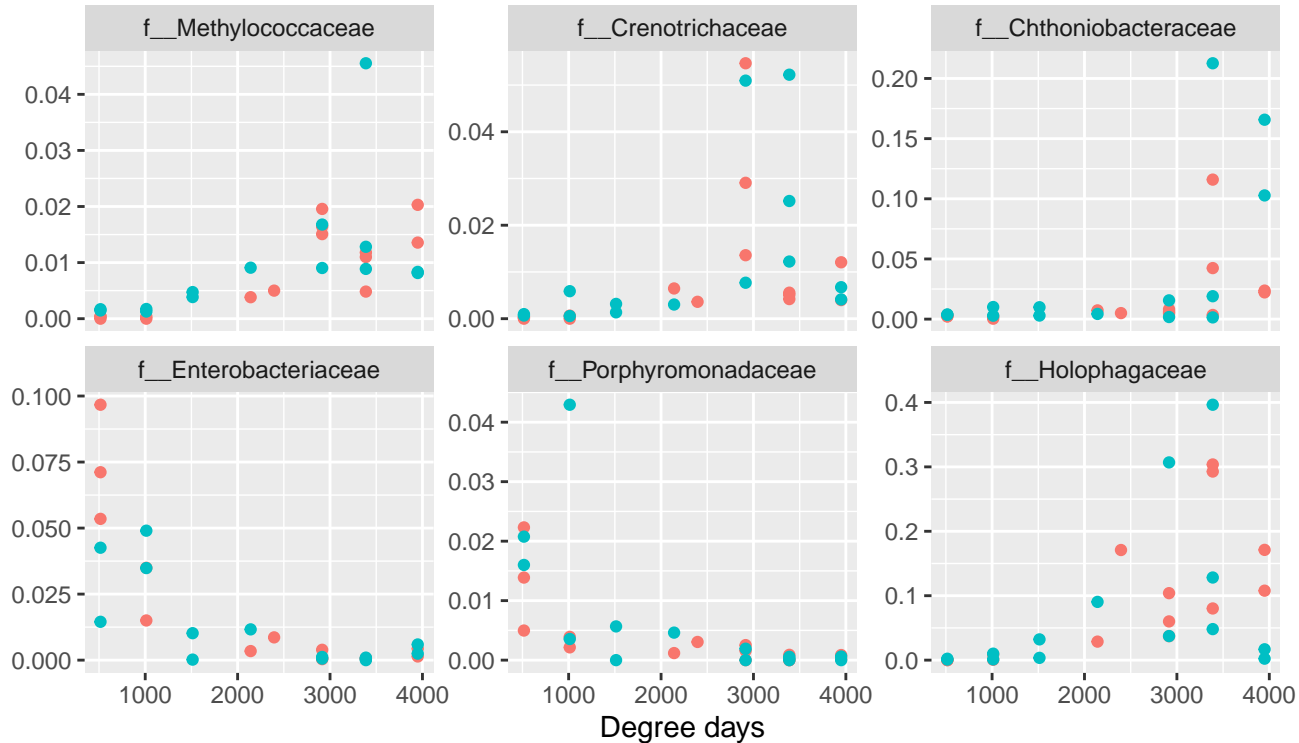 f__Methylococcaceae f__Crenotrichaceae f__Chthoniobacteraceae
0.04 0.04 0.20
0.03 0.15
0.02 0.02 0.10
0.01 0.05
0.00 0.00 0.00
f__Enterobacteriaceae f__Porphyromonadaceae f__Holophagaceae
0.100 0.04 0.4
0.075 0.03 0.3
0.050 0.02 0.2
0.025 0.01 0.1
0.000 0.00 0.0
1000 2000 3000 4000 1000 2000 3000 4000 1000 2000 3000 4000
Degree days